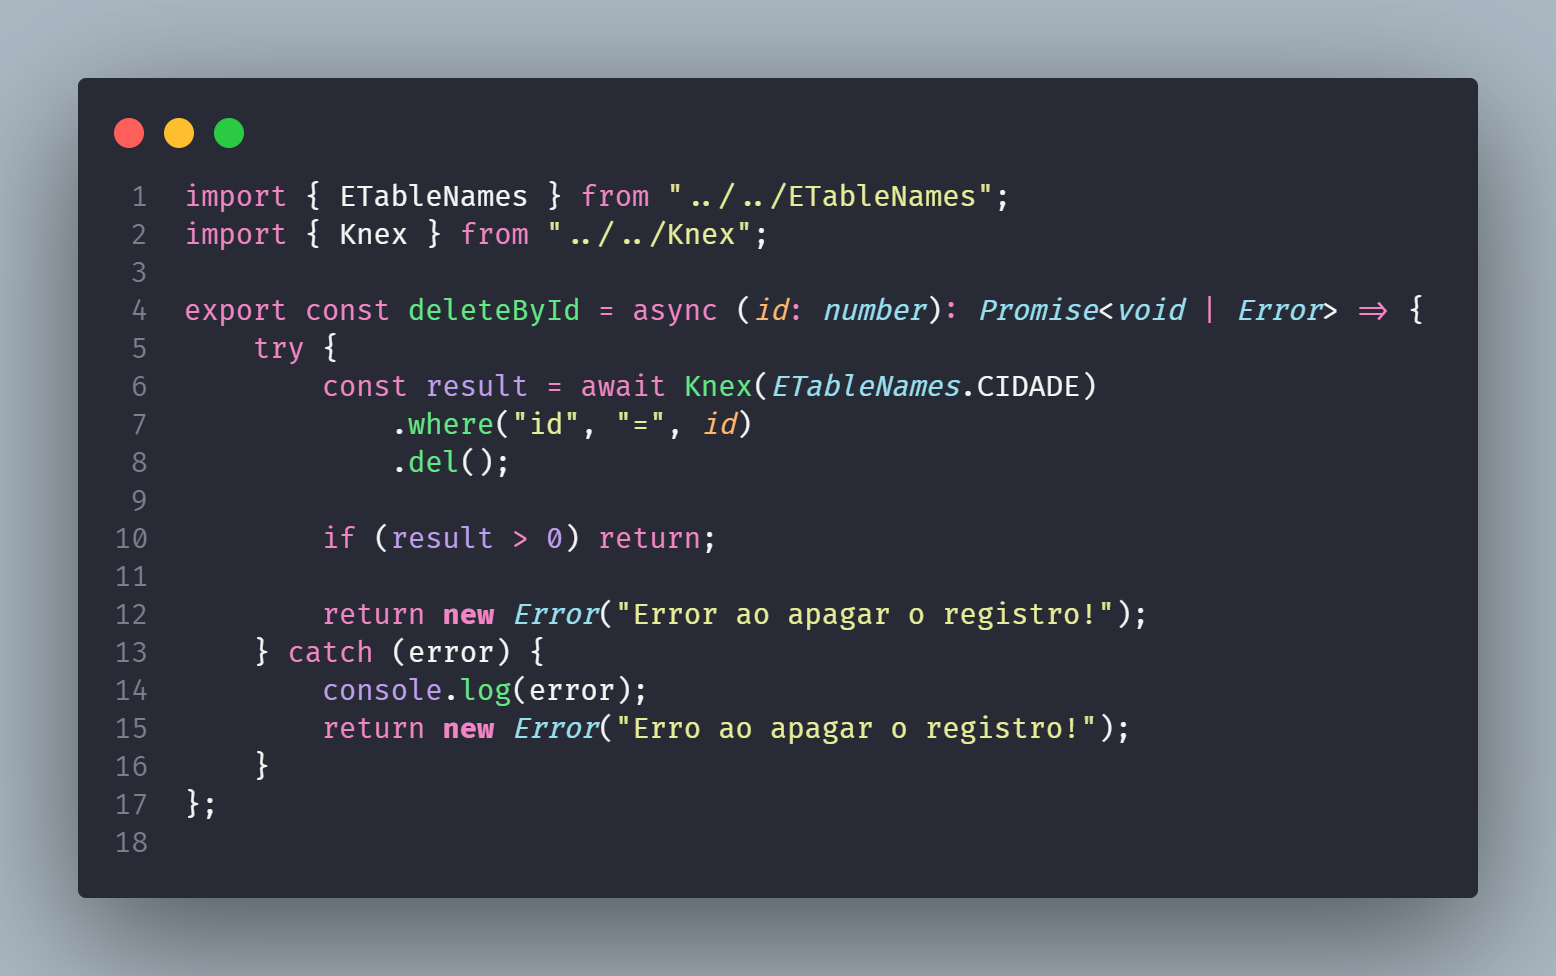 1 import { ETableNames } from "../../ETableNames";
2 import { Knex } from "../../Knex";
3
4 export const deleteById = async (id: number): Promise<void | Error> => {
5     try {
6         const result = await Knex(ETableNames.CIDADE)
7             .where("id", "=", id)
8             .del();
9
10         if (result > 0) return;
11
12         return new Error("Error ao apagar o registro!");
13     } catch (error) {
14         console.log(error);
15         return new Error("Erro ao apagar o registro!");
16     }
17 };
18